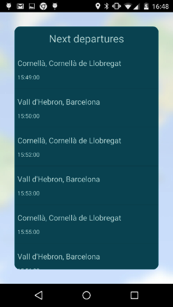 16:48
Next departures
Cornellà, Cornellà de Llobregat
15:49:00
Vall d'Hebron, Barcelona
15:50:00
Cornellà, Cornellà de Llobregat
15:52:00
Vall d'Hebron, Barcelona
15:53:00
Cornellà, Cornellà de Llobregat
15:55:00
Vall d'Hebron, Barcelona